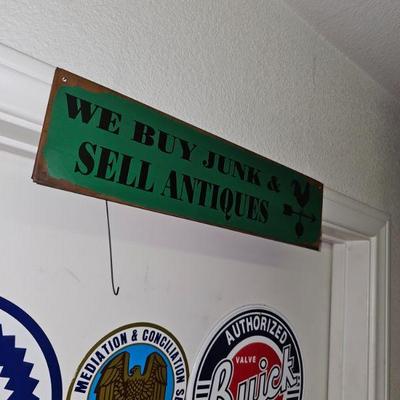 WE BUY JUNK &
SELL ANTIQUES
MEDIATION & CONCILIATION
AUTHORIZED
VALVE
Buick